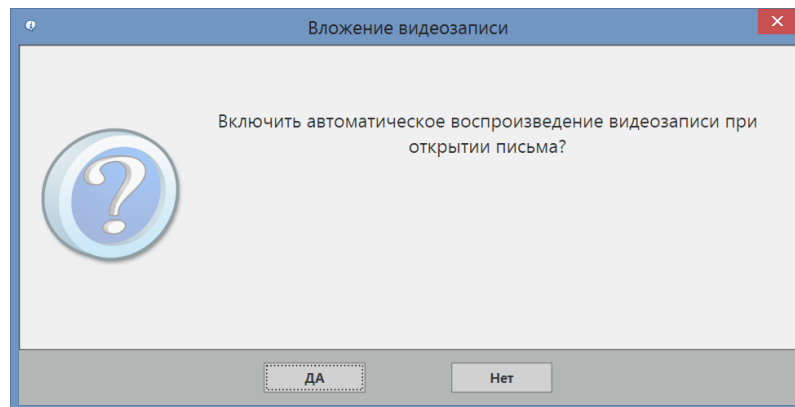 Вложение видеозаписи
Включить автоматическое воспроизведение видеозаписи при
открытии письма?
ДА
Нет